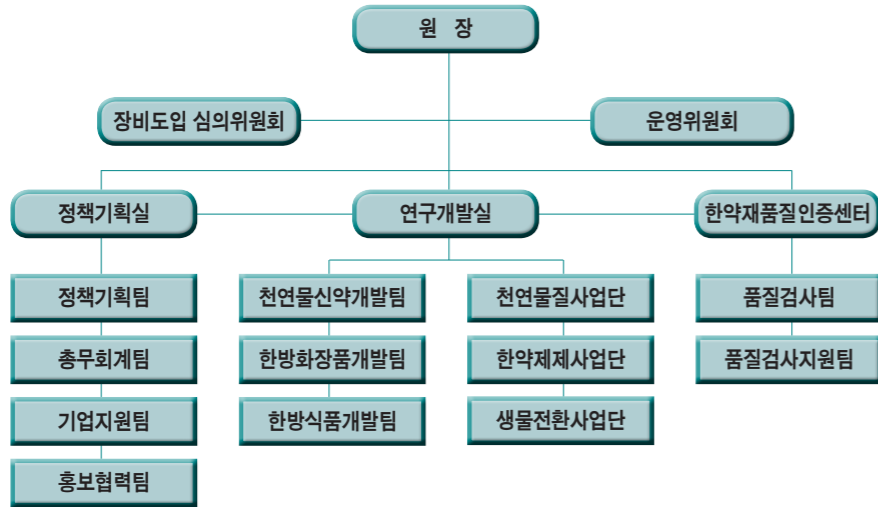 원 장
장비도입 심의위원회
운영위원회
정책기획실
연구개발실
한약재품질인증센터
정책기획팀
천연물신약개발팀
천연물질사업단
품질검사팀
총무회계팀
한방화장품개발팀
한약제제사업단
품질검사지원팀
기업지원팀
한방식품개발팀
생물전환사업단
홍보협력팀